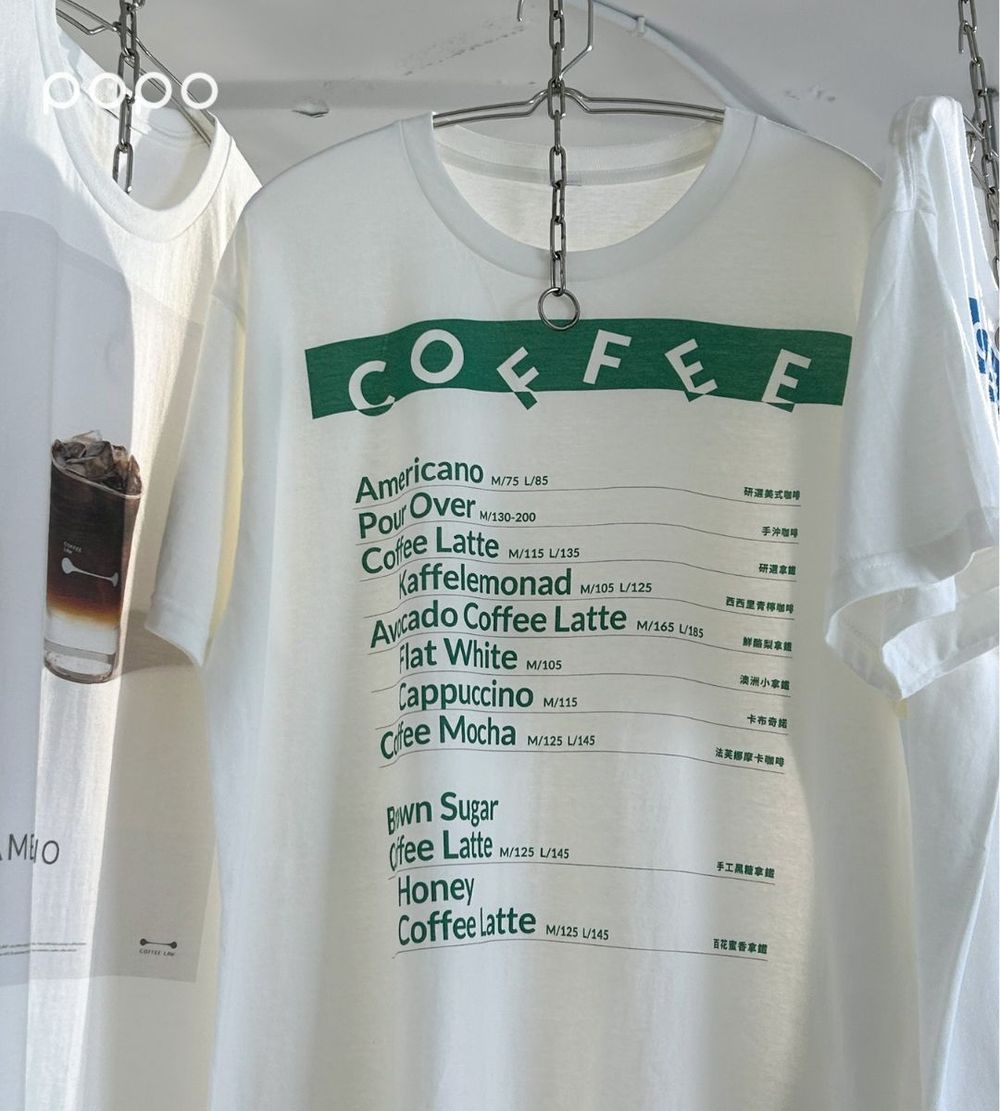 popo
COFFEE
Americano M/75 L/85 研選美式咖啡
Pour Over M/130-200 手沖咖啡
Coffee Latte M/115 L/135 研選拿鐵
Kaffelemonad M/105 L/125 西西里青檸咖啡
Avocado Coffee Latte M/165 L/185 鮮酪梨拿鐵
Flat White M/105 澳洲小拿鐵
Cappuccino M/115 卡布奇諾
Coffee Mocha M/125 L/145 法芙娜摩卡咖啡
Brown Sugar
Coffee Latte M/125 L/145 手工黑糖拿鐵
Honey
Coffee Latte M/125 L/145 百花蜜香拿鐵
COFFEE
LAW
COFFEE LAW